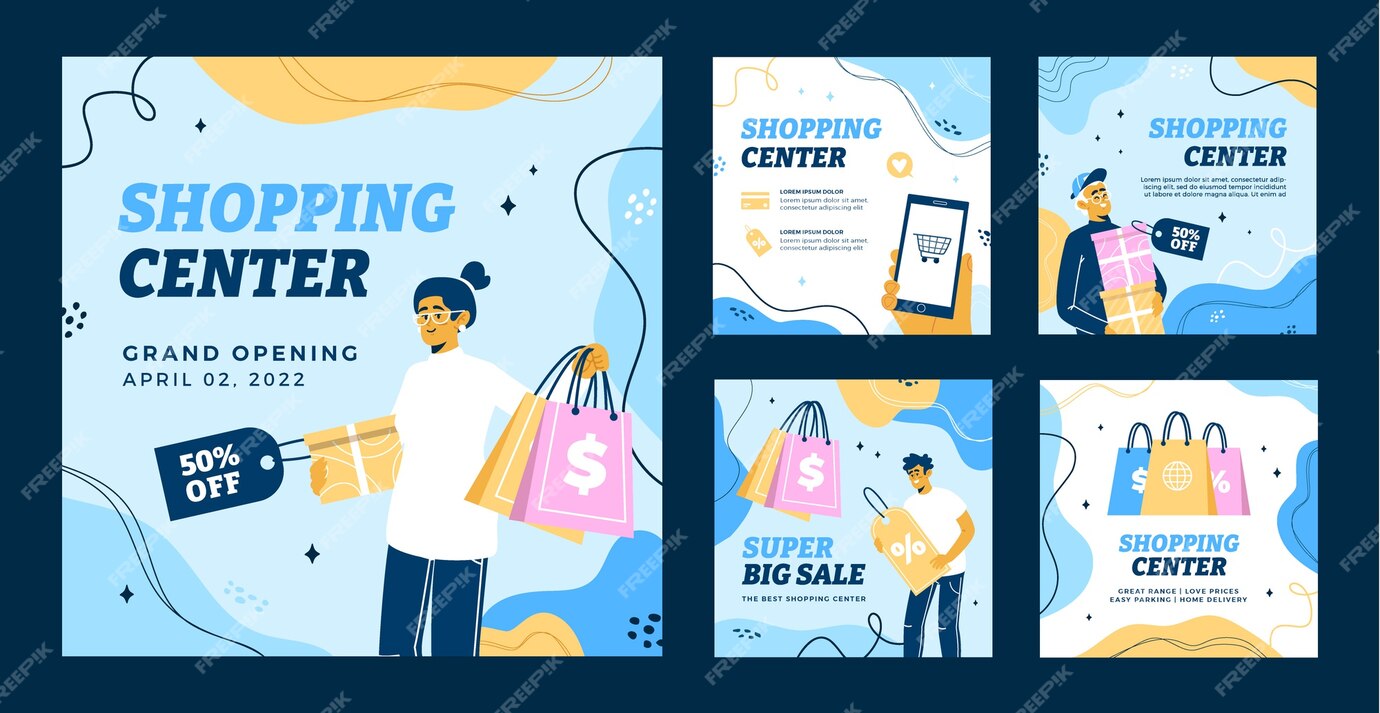 SHOPPING
CENTER
GRAND OPENING
APRIL 02, 2022
50%
OFF
$
SHOPPING
CENTER
LOREM IPSUM DOLOR
Lorem ipsum dolor sit amet,
consectetur adipiscing elit
%
LOREM IPSUM DOLOR
Lorem ipsum dolor sit amet,
consectetur adipiscing elit
SHOPPING
CENTER
Lorem ipsum dolor sit amet, consectetur adip-
iscing elit, sed do eiusmod tempor incididunt
ut labore et dolore magna aliqua. Ut enim ad
50%
OFF
$
%
SUPER
BIG SALE
THE BEST SHOPPING CENTER
$
%
SHOPPING
CENTER
GREAT RANGE | LOVE PRICES
EASY PARKING | HOME DELIVERY
FREEPIK